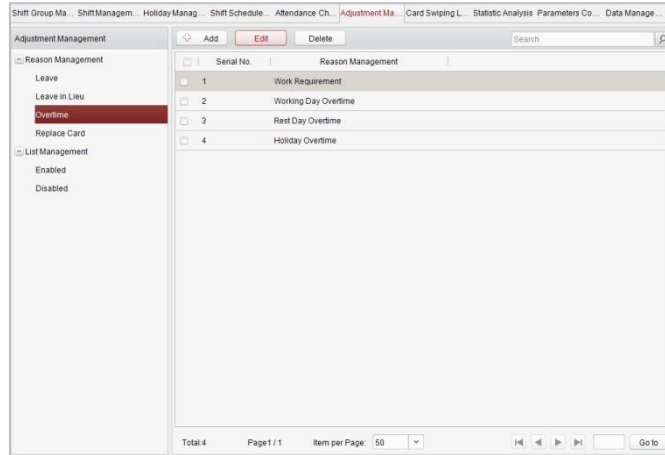 Shift Group Ma... Shift Managem... Holiday Manag... Shift Schedule... Attendance Ch... Adjustment Ma... Card Swiping L... Statistic Analysis Parameters Co... Data Manage...
Adjustment Management
Add Edit Delete Search
Reason Management
Leave
Leave in Lieu
Overtime
Replace Card
List Management
Enabled
Disabled
Serial No. Reason Management
1 Work Requirement
2 Working Day Overtime
3 Rest Day Overtime
4 Holiday Overtime
Total:4 Page1 / 1 Item per Page: 50 Go to